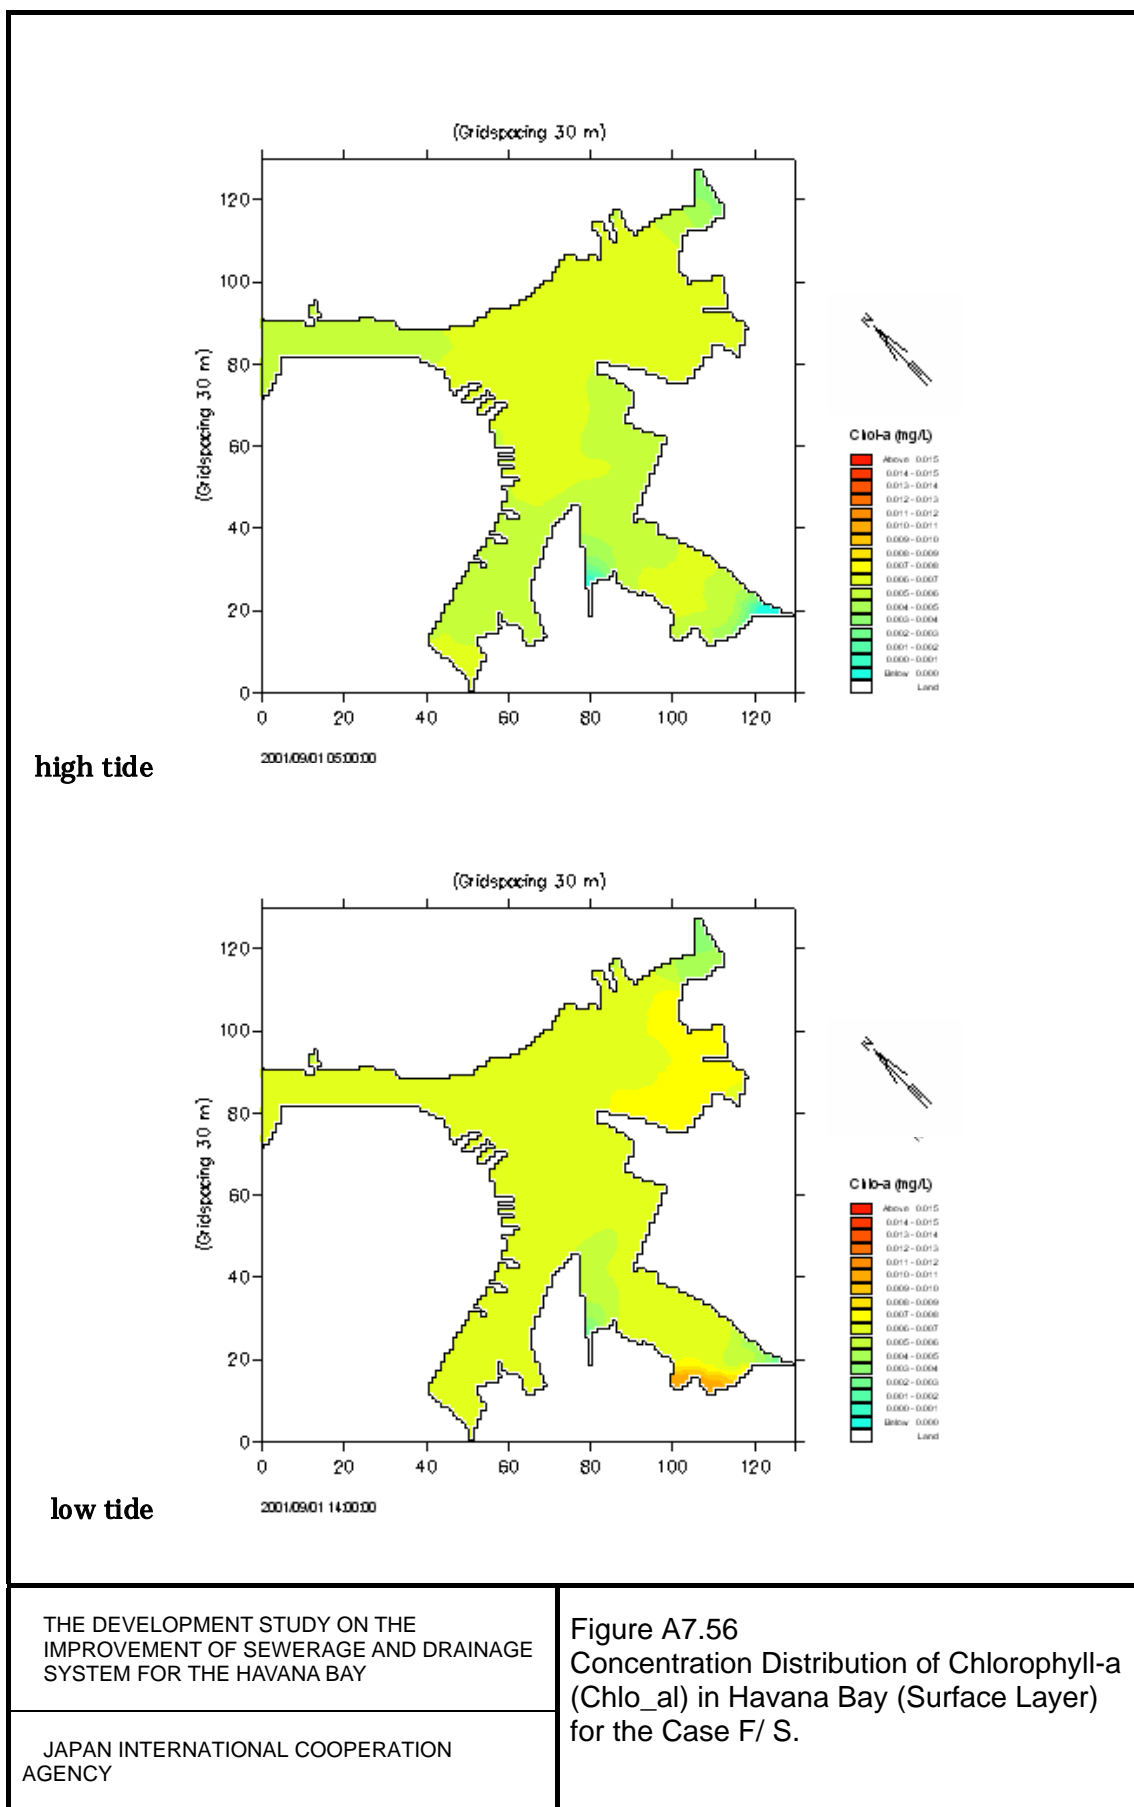 (Gridspacing 30 m)
120
100
80
60
40
20
0
(Gridspacing 30 m)
0 20 40 60 80 100 120
2001/09/01 05:00:00
high tide
N
Chlo-a (mg/L)
Above 0.015
0.014 - 0.015
0.013 - 0.014
0.012 - 0.013
0.011 - 0.012
0.010 - 0.011
0.009 - 0.010
0.008 - 0.009
0.007 - 0.008
0.006 - 0.007
0.005 - 0.006
0.004 - 0.005
0.003 - 0.004
0.002 - 0.003
0.001 - 0.002
0.000 - 0.001
Below 0.000
Land
(Gridspacing 30 m)
120
100
80
60
40
20
0
(Gridspacing 30 m)
0 20 40 60 80 100 120
2001/09/01 14:00:00
low tide
N
Chlo-a (mg/L)
Above 0.015
0.014 - 0.015
0.013 - 0.014
0.012 - 0.013
0.011 - 0.012
0.010 - 0.011
0.009 - 0.010
0.008 - 0.009
0.007 - 0.008
0.006 - 0.007
0.005 - 0.006
0.004 - 0.005
0.003 - 0.004
0.002 - 0.003
0.001 - 0.002
0.000 - 0.001
Below 0.000
Land
THE DEVELOPMENT STUDY ON THE
IMPROVEMENT OF SEWERAGE AND DRAINAGE
SYSTEM FOR THE HAVANA BAY
JAPAN INTERNATIONAL COOPERATION
AGENCY
Figure A7.56
Concentration Distribution of Chlorophyll-a
(Chlo_al) in Havana Bay (Surface Layer)
for the Case F/ S.